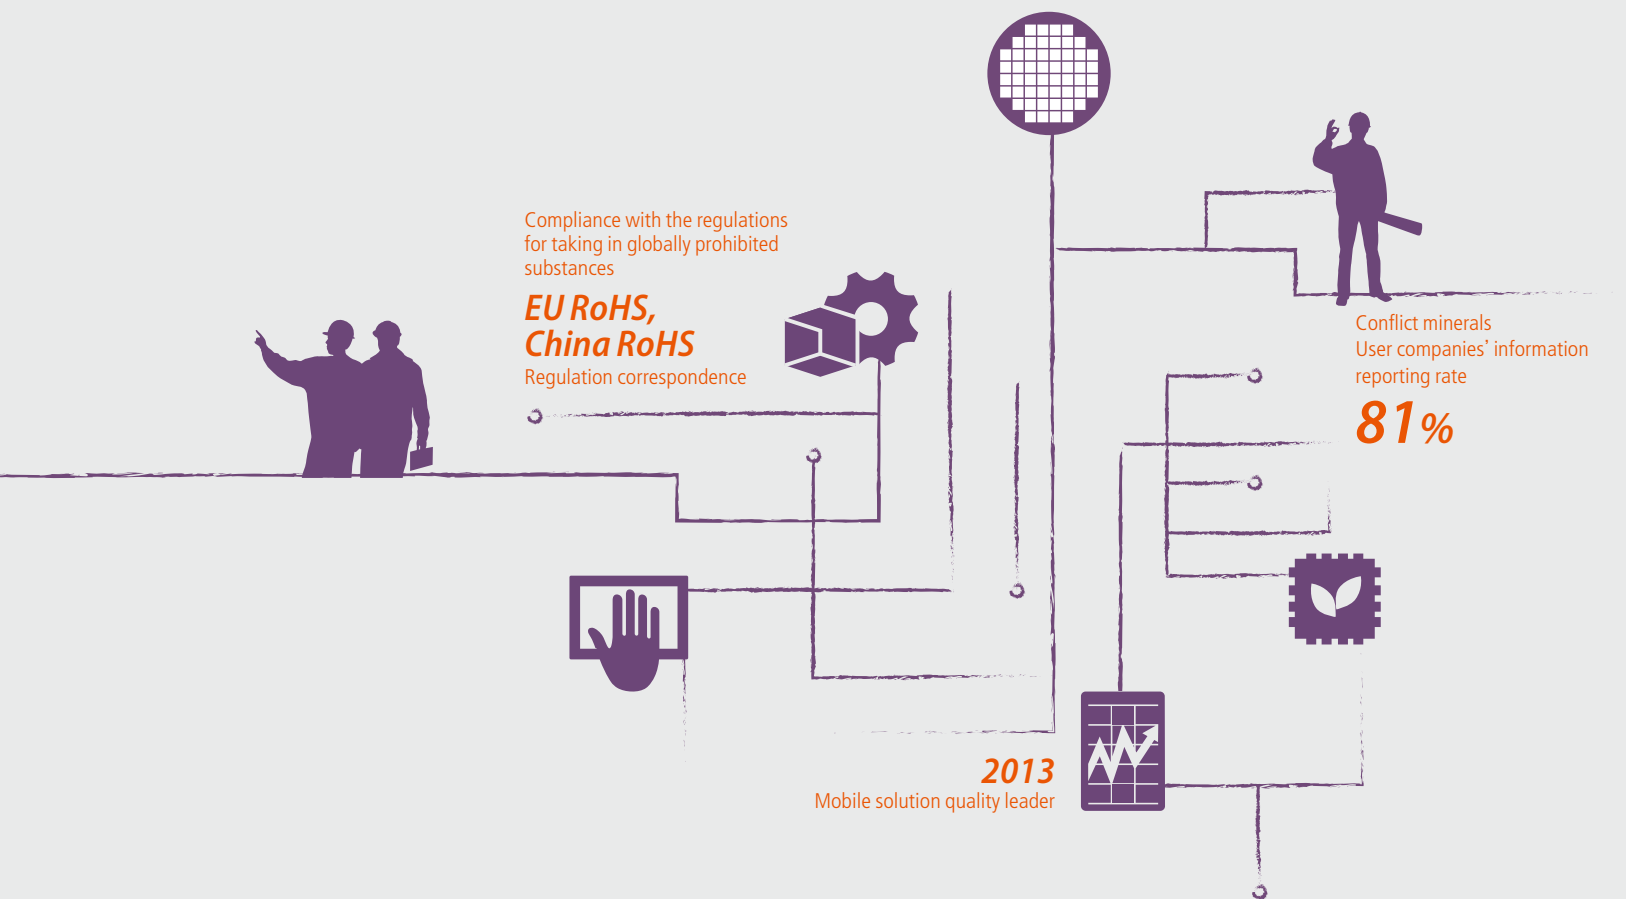 Compliance with the regulations
for taking in globally prohibited
substances
EU RoHS,
China RoHS
Regulation correspondence
Conflict minerals
User companies’ information
reporting rate
81%
2013
Mobile solution quality leader